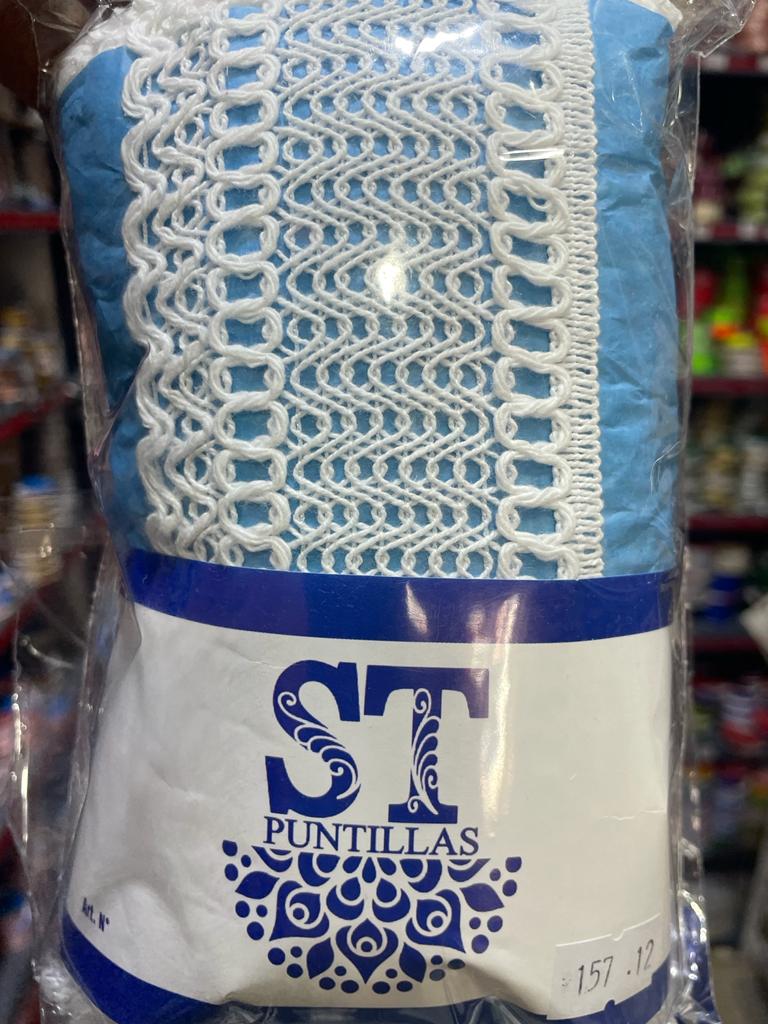 ST
PUNTILLAS
Art. N°
157 .12